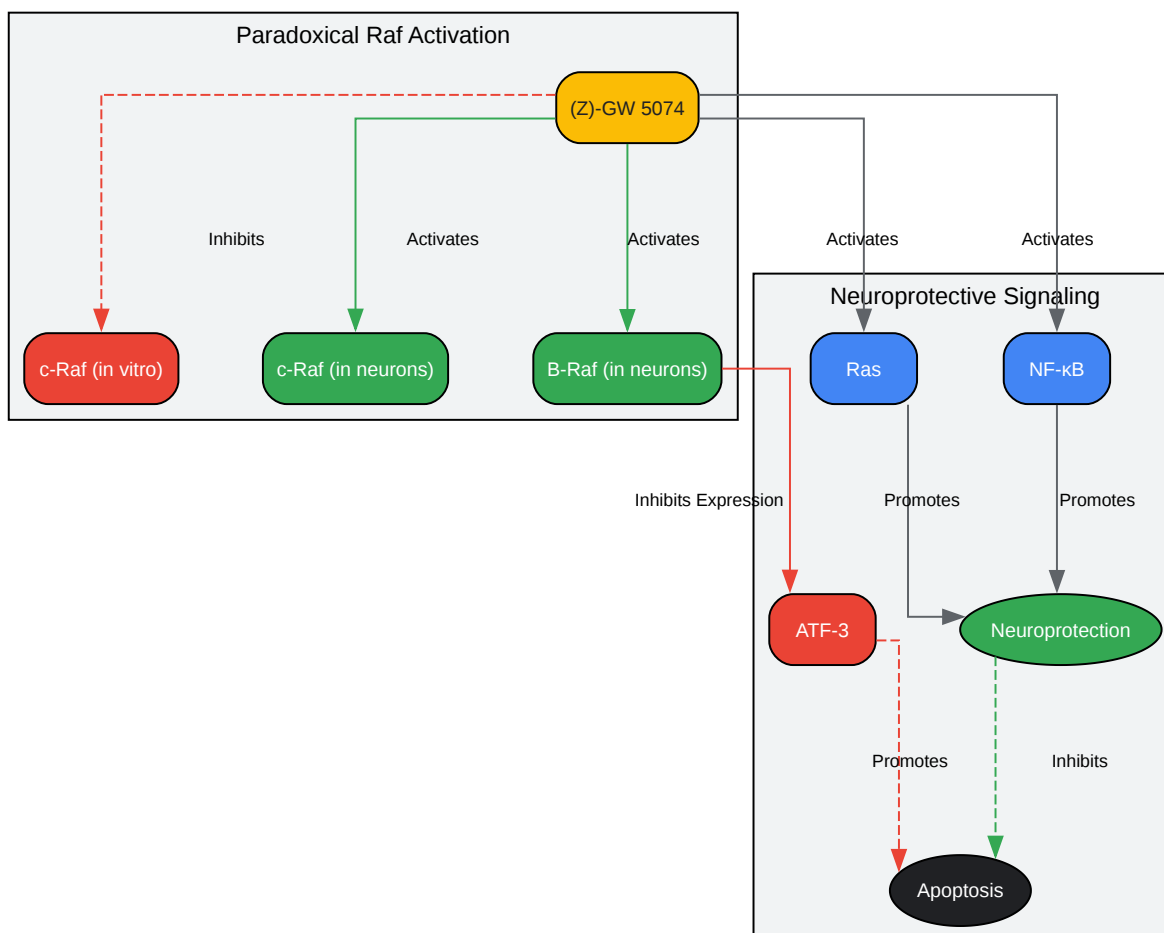 Paradoxical Raf Activation
(Z)-GW 5074
Inhibits
Activates
Activates
Activates
Activates
Neuroprotective Signaling
c-Raf (in vitro)
c-Raf (in neurons)
B-Raf (in neurons)
Ras
NF-κB
Inhibits Expression
Promotes
Promotes
ATF-3
Neuroprotection
Promotes
Inhibits
Apoptosis